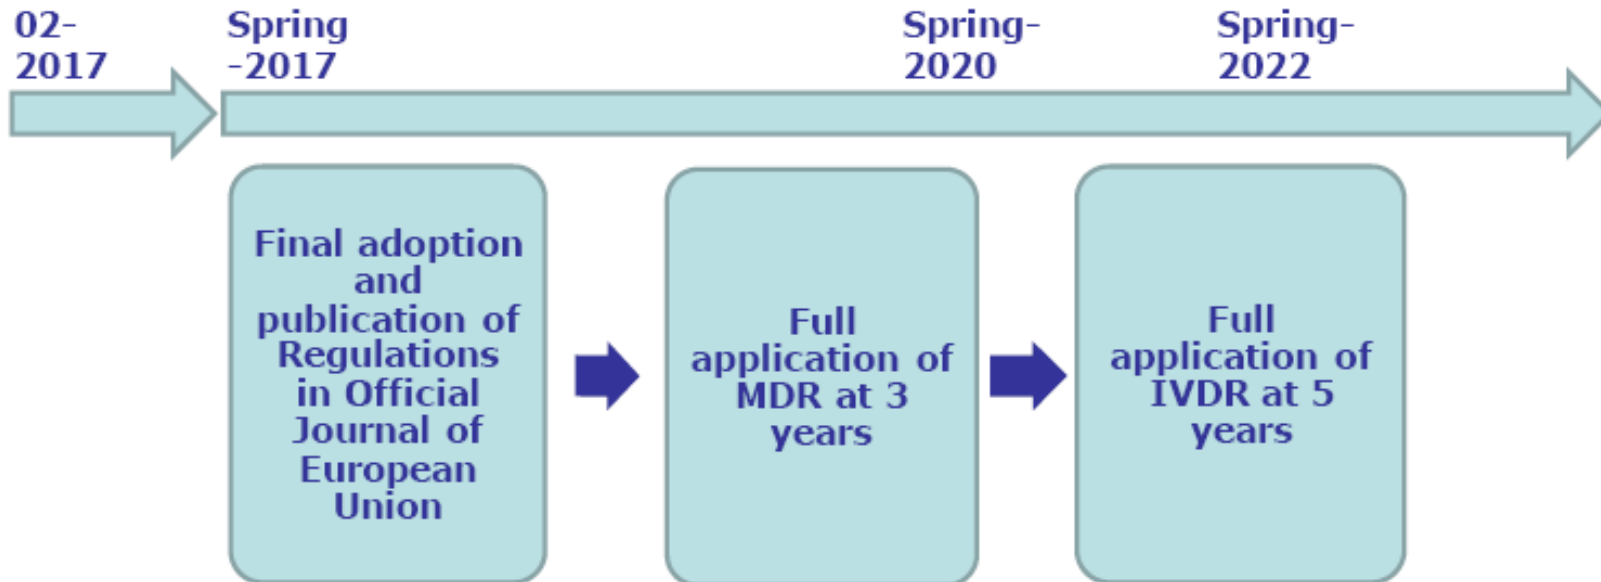 02-
2017
Spring
-2017
Spring-
2020
Spring-
2022
Final adoption
and
publication of
Regulations
in Official
Journal of
European
Union
Full
application of
MDR at 3
years
Full
application of
IVDR at 5
years